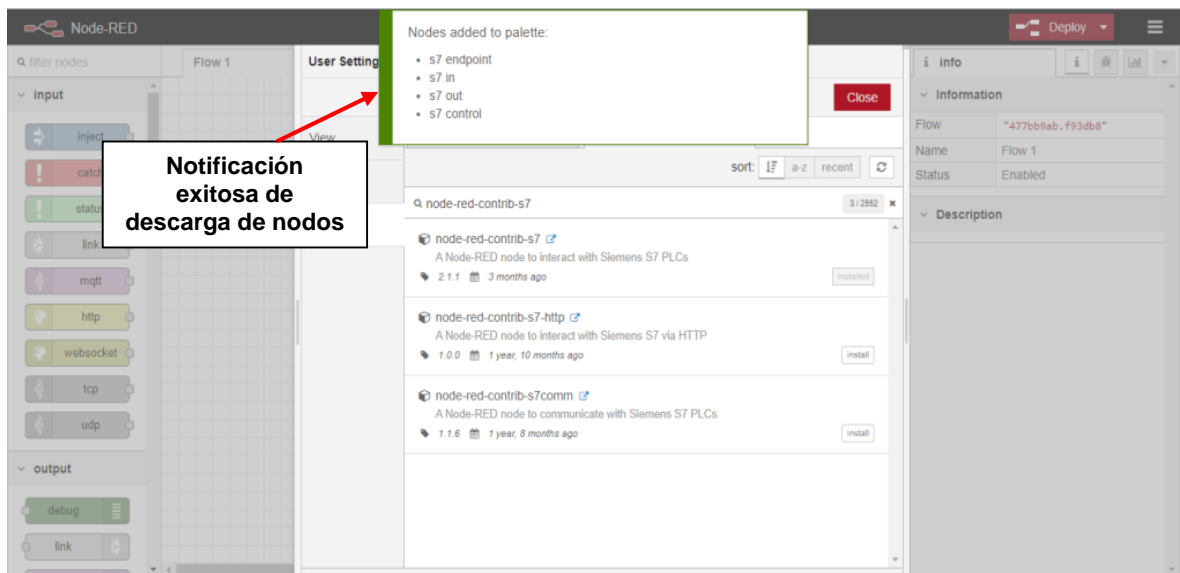 Node-RED
Deploy
Nodes added to palette:
s7 endpoint
s7 in
s7 out
s7 control
filter nodes
Flow 1
User Setting
info
i
Close
input
Information
Flow
"477bb9ab.f93db8"
inject
View
Name
Flow 1
Notificación
exitosa de
descarga de nodos
catch
sort:
a-z
recent
Status
Enabled
status
node-red-contrib-s7
3 / 2552
Description
link
node-red-contrib-s7
A Node-RED node to interact with Siemens S7 PLCs
2.1.1
3 months ago
installed
mqtt
http
node-red-contrib-s7-http
A Node-RED node to interact with Siemens S7 via HTTP
1.0.0
1 year, 10 months ago
install
websocket
tcp
node-red-contrib-s7comm
A Node-RED node to communicate with Siemens S7 PLCs.
1.1.6
1 year, 8 months ago
install
udp
output
debug
link